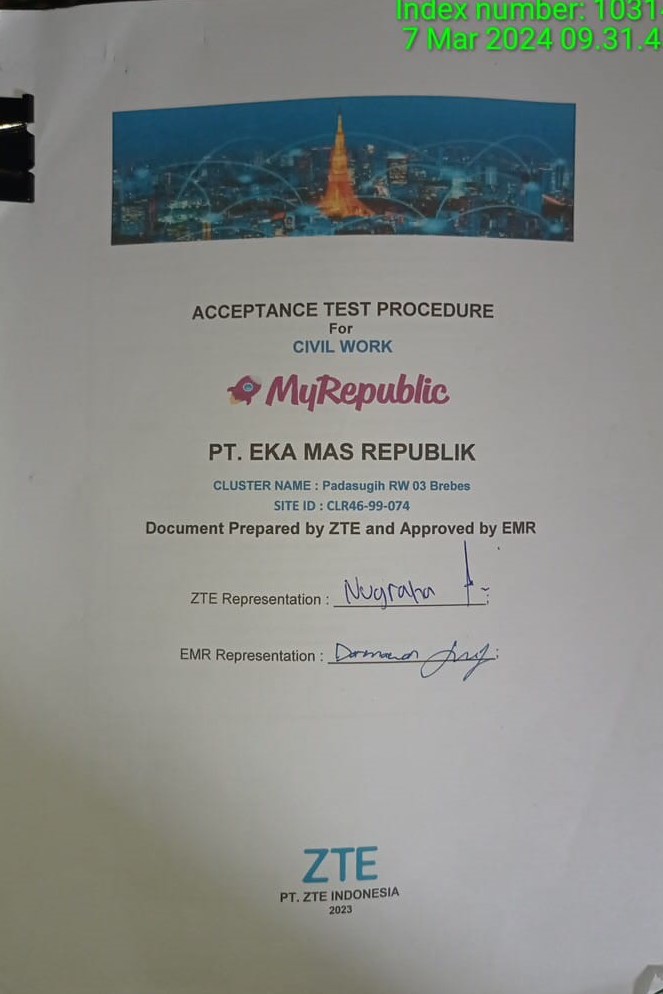 Index number: 1031
7 Mar 2024 09.31.4
ACCEPTANCE TEST PROCEDURE
For
CIVIL WORK
MyRepublic
PT. EKA MAS REPUBLIK
CLUSTER NAME : Padasugih RW 03 Brebes
SITE ID : CLR46-99-074
Document Prepared by ZTE and Approved by EMR
ZTE Representation : Nugraha
EMR Representation :
ZTE
PT. ZTE INDONESIA
2023